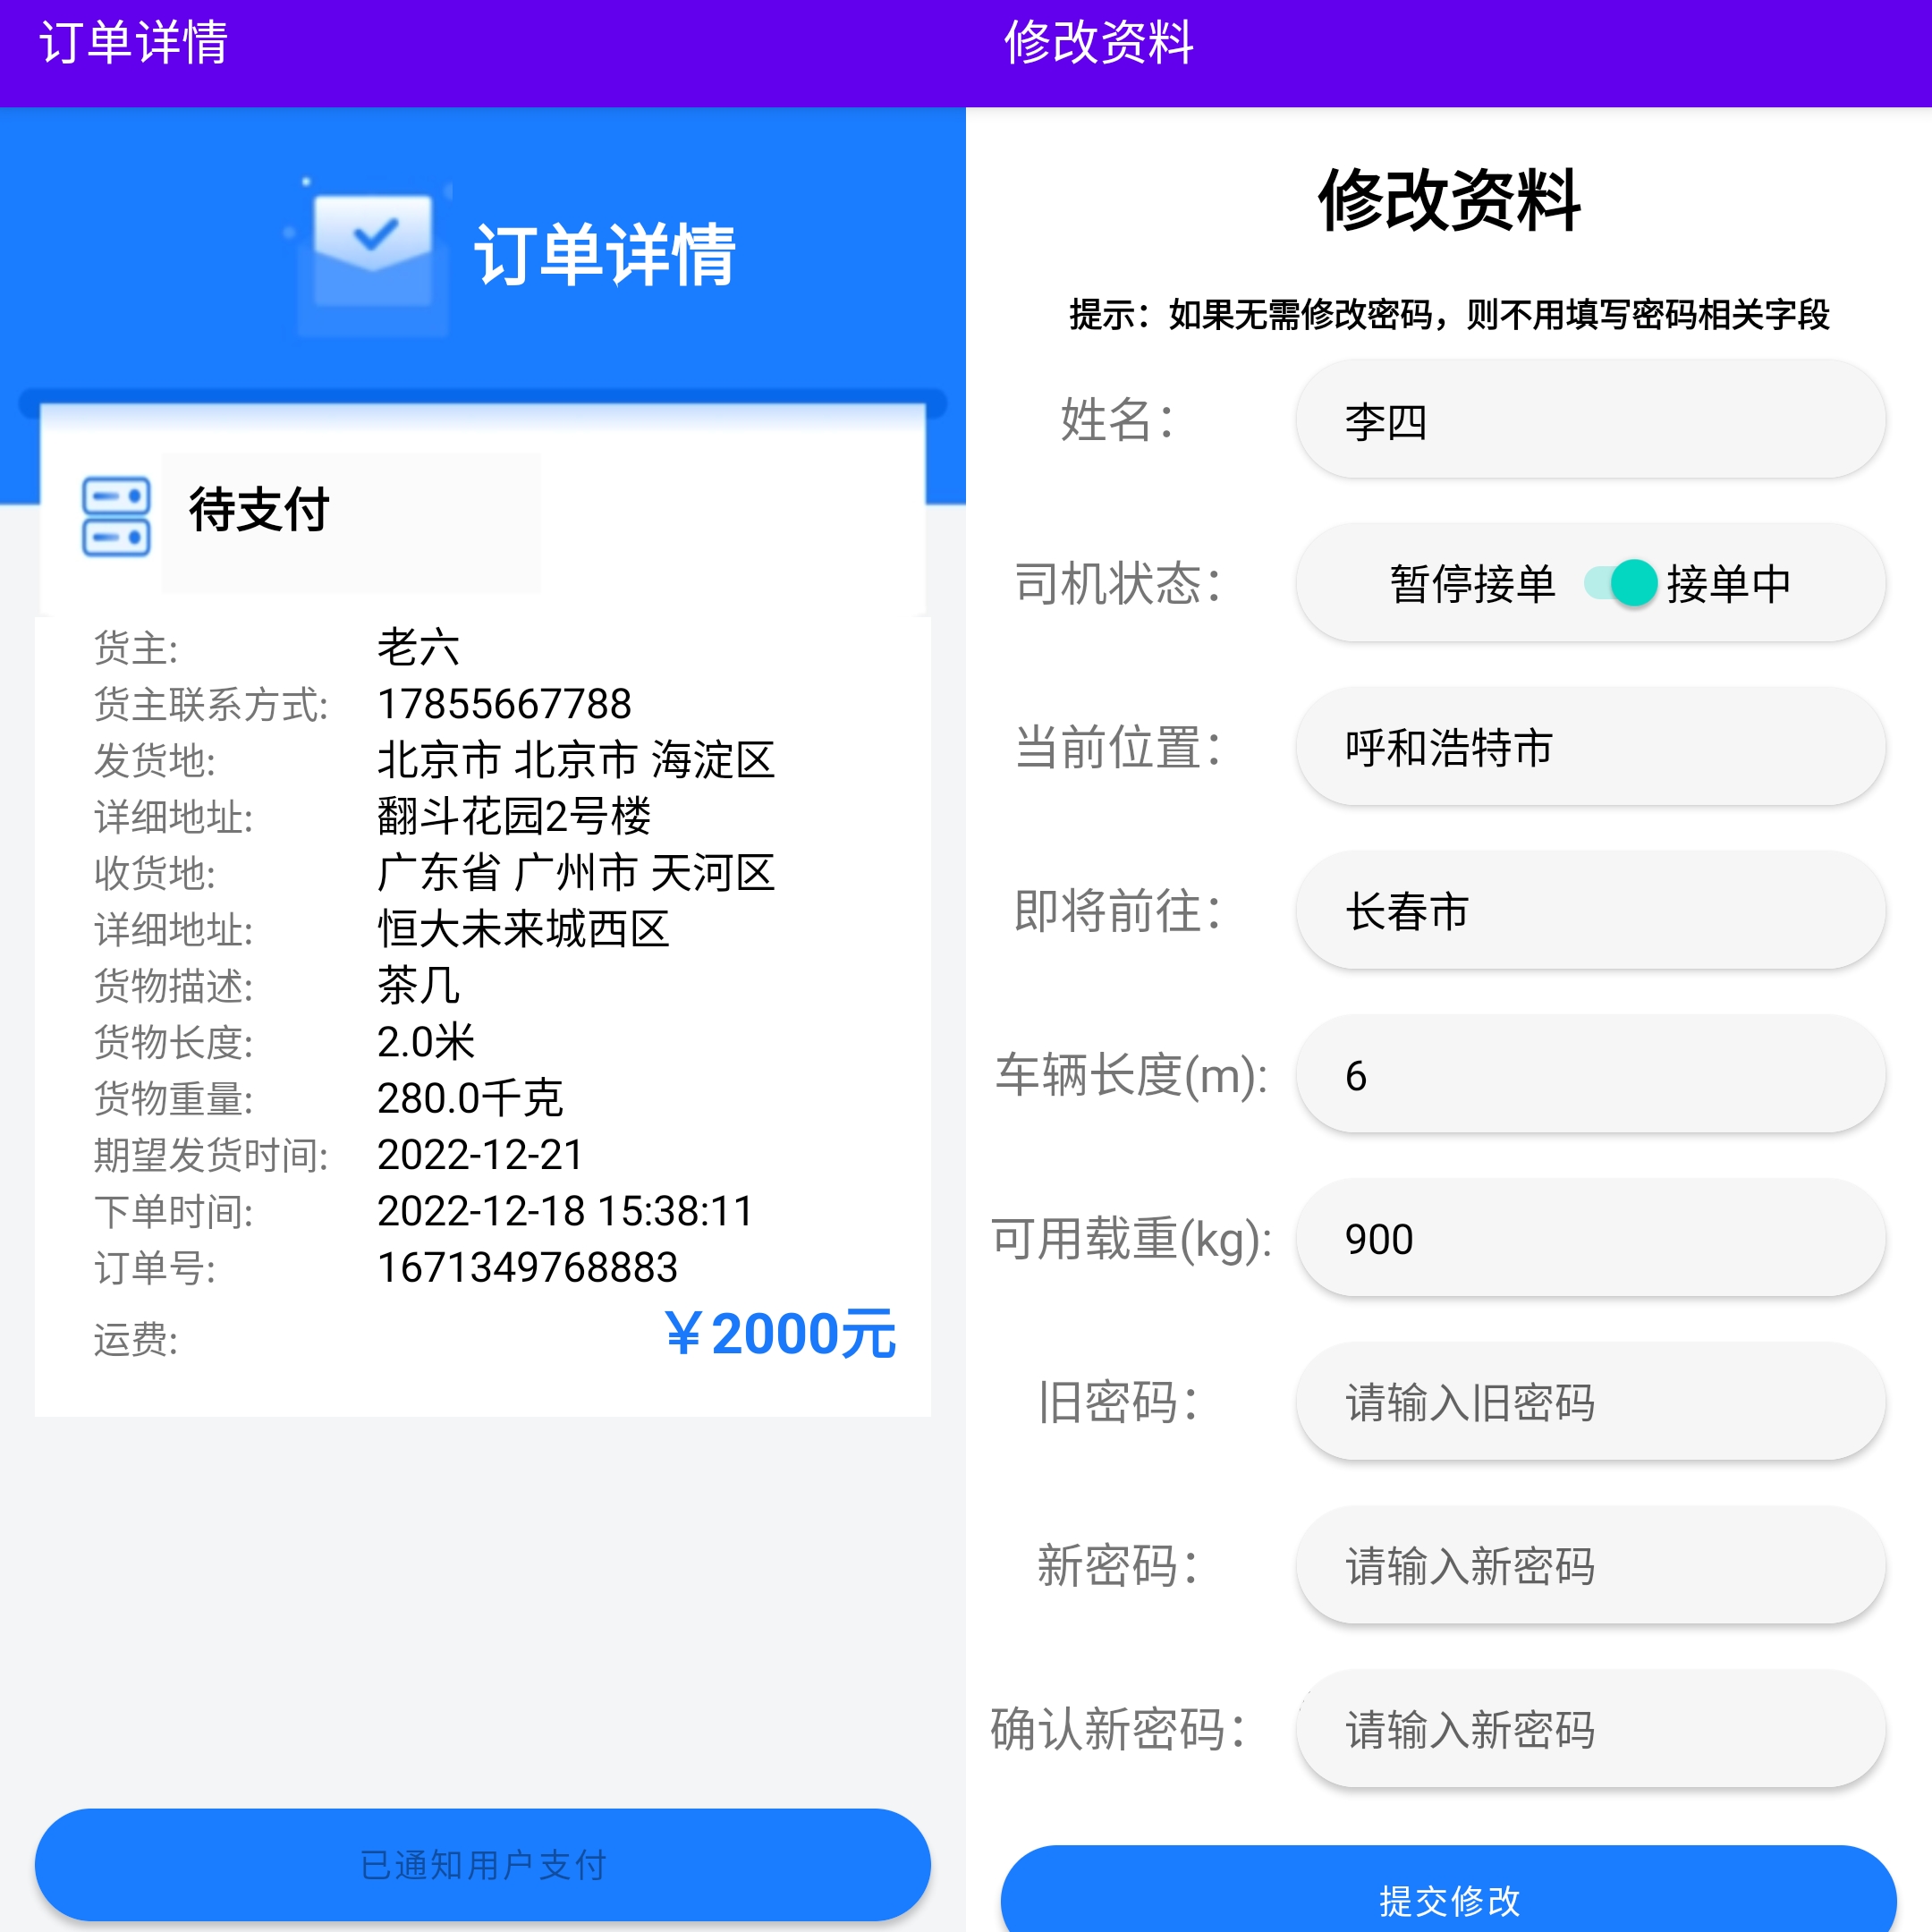 订单详情
订单详情
待支付
货主: 老六
货主联系方式: 17855667788
发货地: 北京市 北京市 海淀区
详细地址: 翻斗花园2号楼
收货地: 广东省 广州市 天河区
详细地址: 恒大未来城西区
货物描述: 茶几
货物长度: 2.0米
货物重量: 280.0千克
期望发货时间: 2022-12-21
下单时间: 2022-12-18 15:38:11
订单号: 1671349768883
运费: ￥2000元
已通知用户支付
修改资料
修改资料
提示：如果无需修改密码，则不用填写密码相关字段
姓名： 李四
司机状态： 暂停接单 接单中
当前位置： 呼和浩特市
即将前往： 长春市
车辆长度(m): 6
可用载重(kg): 900
旧密码： 请输入旧密码
新密码： 请输入新密码
确认新密码： 请输入新密码
提交修改